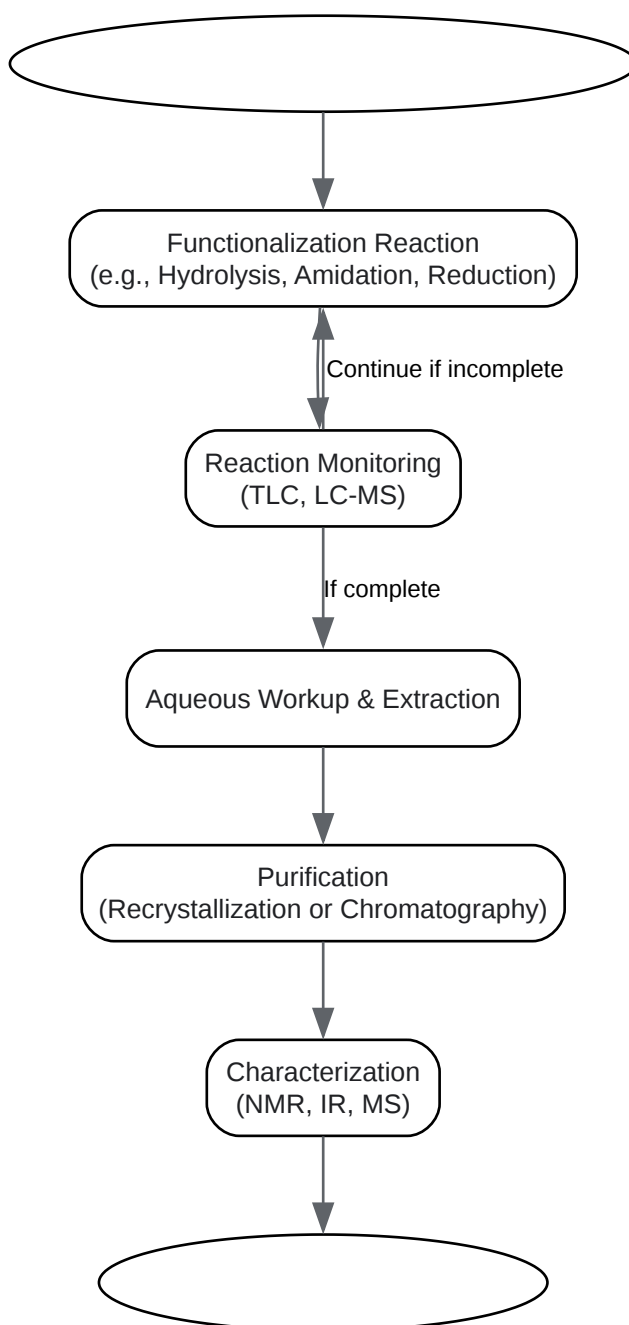 Functionalization Reaction
(e.g., Hydrolysis, Amidation, Reduction)
Continue if incomplete
Reaction Monitoring
(TLC, LC-MS)
If complete
Aqueous Workup & Extraction
Purification
(Recrystallization or Chromatography)
Characterization
(NMR, IR, MS)